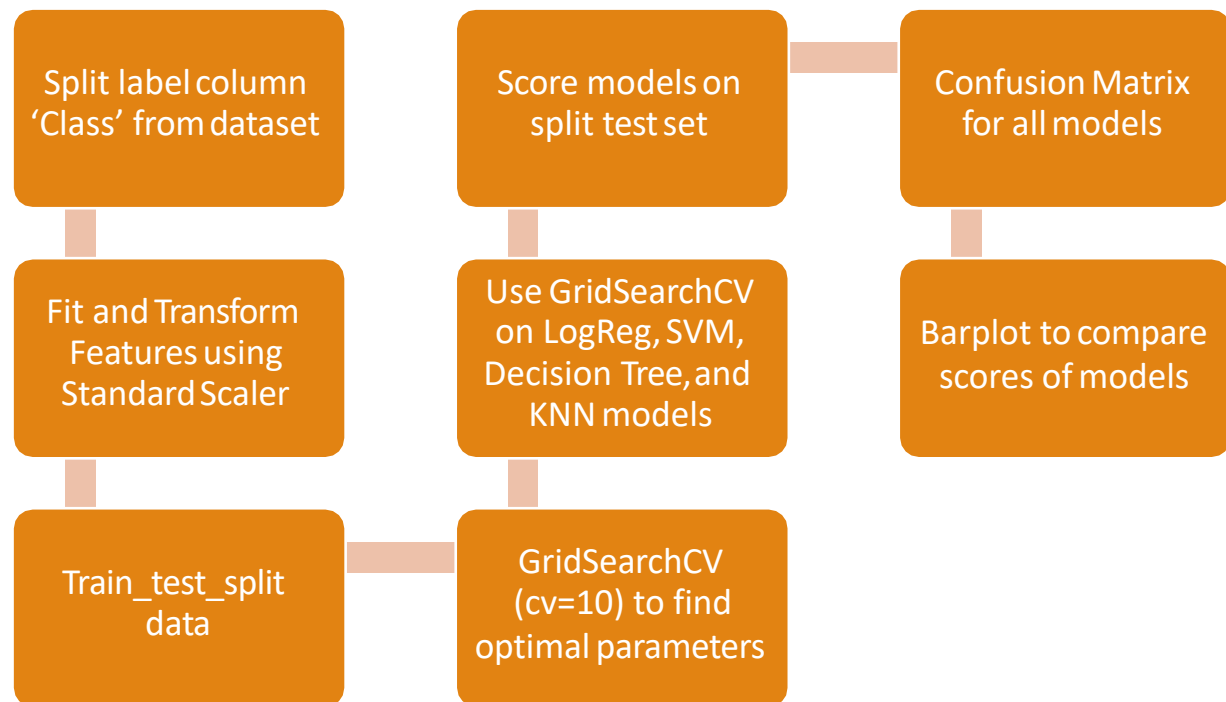 Split label column
‘Class’ from dataset
Fit and Transform
Features using
Standard Scaler
Train_test_split
data
GridSearchCV
(cv=10) to find
optimal parameters
Use GridSearchCV
on LogReg, SVM,
Decision Tree, and
KNN models
Score models on
split test set
Confusion Matrix
for all models
Barplot to compare
scores of models